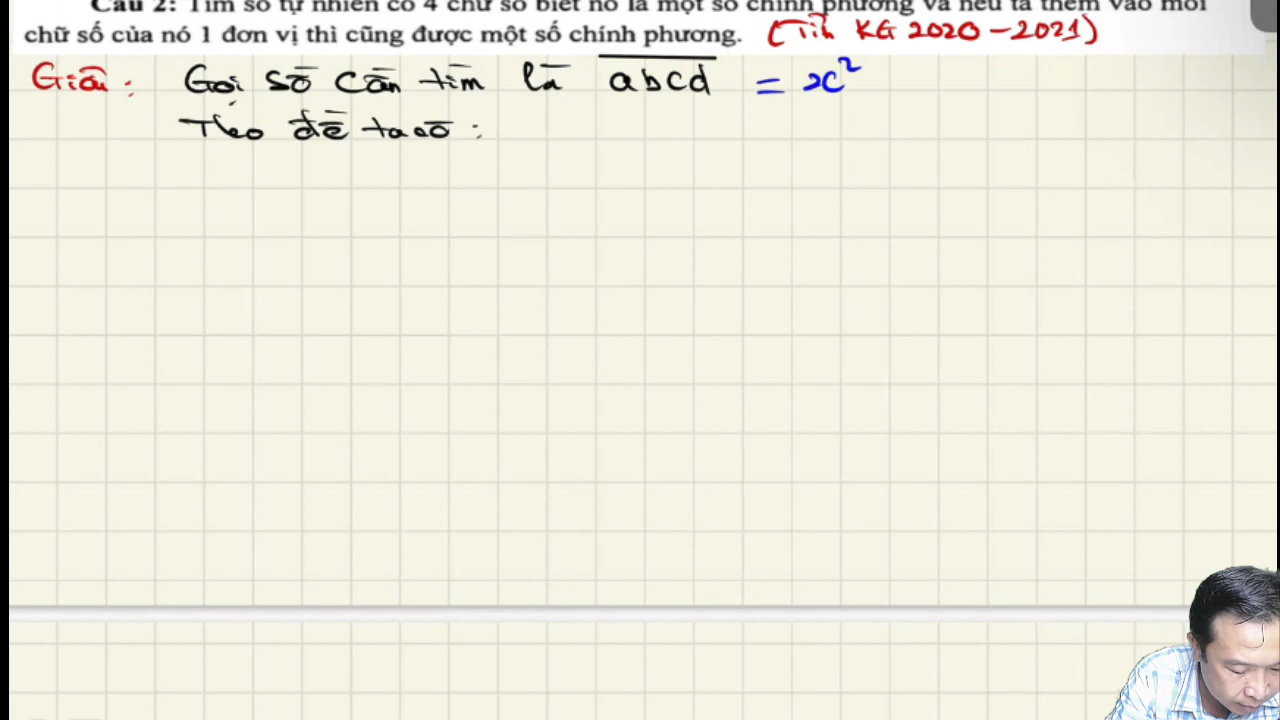 Câu 2: Tìm số tự nhiên có 4 chữ số biết nó là một số chính phương và nếu ta thêm vào mỗi
chữ số của nó 1 đơn vị thì cũng được một số chính phương. (Tỉnh KG 2020-2021)
Giải: Gọi số cần tìm là abcd = x²
Theo đề ta có :